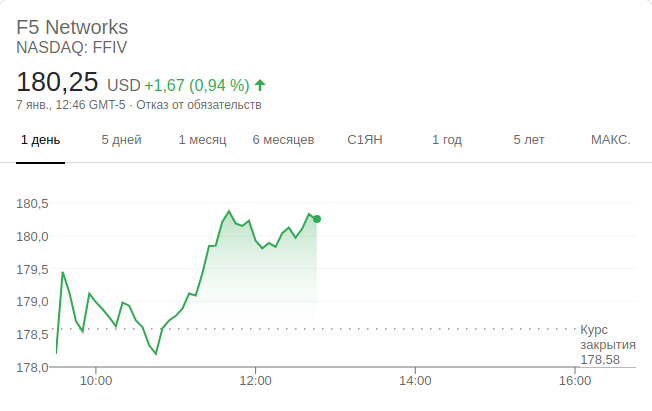 F5 Networks
NASDAQ: FFIV
180,25 USD +1,67 (0,94 %)
7 янв., 12:46 GMT-5 · Отказ от обязательств
1 день 5 дней 1 месяц 6 месяцев С1ЯН 1 год 5 лет МАКС.
180,5
180,0
179,5
179,0
178,5
178,0
Курс
закрытия
178,58
10:00 12:00 14:00 16:00